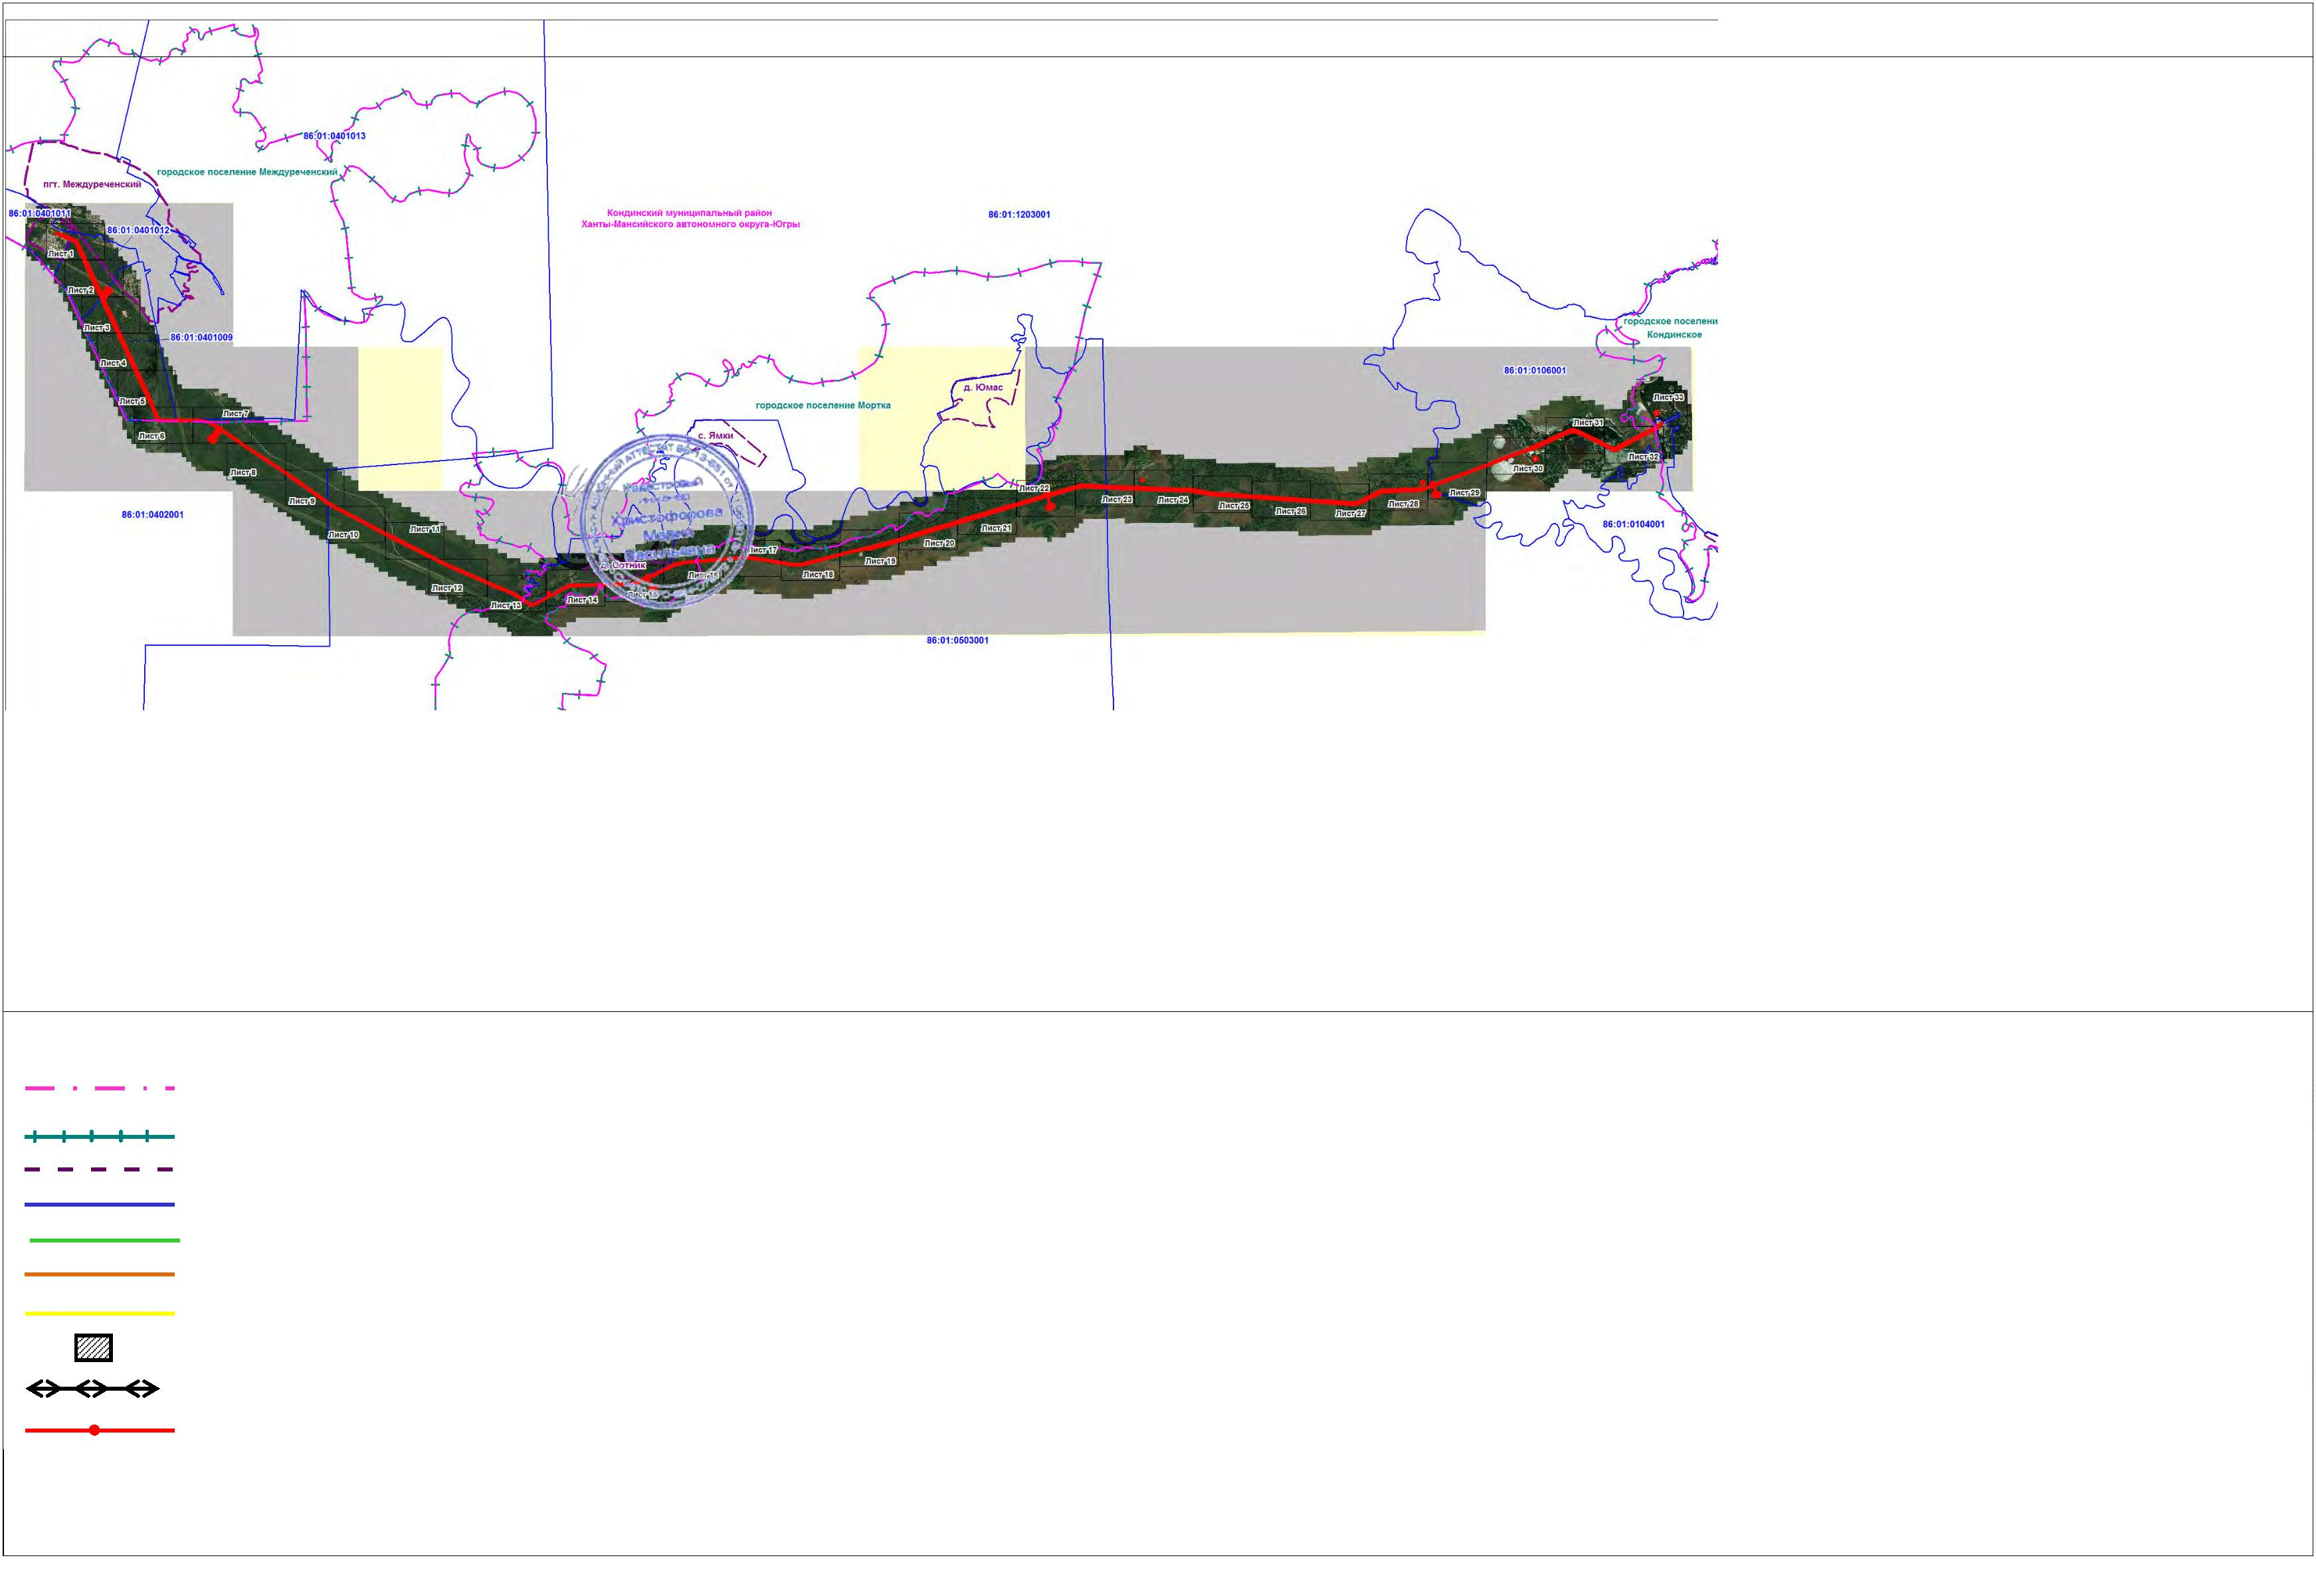 86:01:0401013
городское поселение Междуреченский
пгт. Междуреченский
86:01:0401011
86:01:0401012
Кондинский муниципальный район
Ханты-Мансийского автономного округа-Югры
86:01:1203001
Лист 1
Лист 2
Лист 3
86:01:0401009
Лист 4
Лист 5
Лист 6
Лист 7
Лист 8
Лист 9
86:01:0402001
Лист 10
Лист 11
Лист 12
Лист 13
Лист 14
д. Сотник
Христофорова
Васильевна
с. Ямки
городское поселение Мортка
д. Юмас
Лист 17
Лист 18
Лист 19
Лист 20
Лист 21
Лист 22
Лист 23
Лист 24
Лист 25
Лист 26
Лист 27
Лист 28
Лист 29
Лист 30
Лист 31
Лист 32
Лист 33
городское поселени
Кондинское
86:01:0106001
86:01:0104001
86:01:0503001